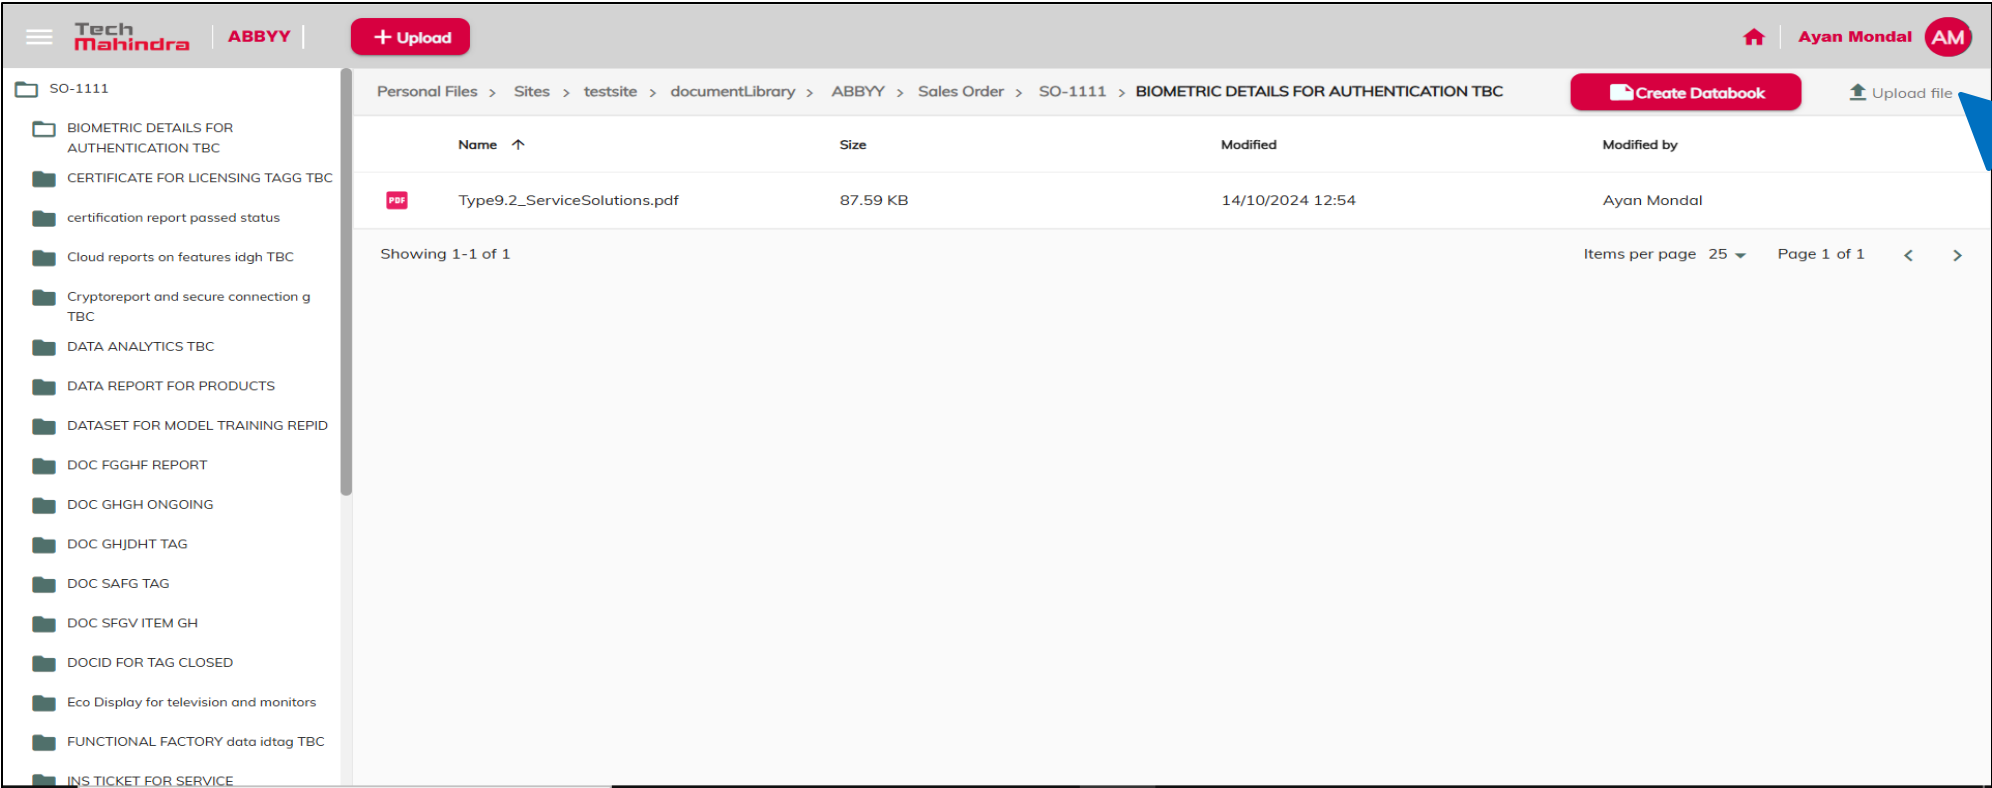 Tech
Mahindra
ABBYY
+ Upload
Ayan Mondal AM
SO-1111
BIOMETRIC DETAILS FOR
AUTHENTICATION TBC
CERTIFICATE FOR LICENSING TAGG TBC
certification report passed status
Cloud reports on features idgh TBC
Cryptoreport and secure connection g
TBC
DATA ANALYTICS TBC
DATA REPORT FOR PRODUCTS
DATASET FOR MODEL TRAINING REPID
DOC FGGHF REPORT
DOC GHGH ONGOING
DOC GHJDHT TAG
DOC SAFG TAG
DOC SFGV ITEM GH
DOCID FOR TAG CLOSED
Eco Display for television and monitors
FUNCTIONAL FACTORY data idtag TBC
INS TICKET FOR SERVICE
Personal Files > Sites > testsite > documentLibrary > ABBYY > Sales Order > SO-1111 > BIOMETRIC DETAILS FOR AUTHENTICATION TBC
Create Databook
Upload file
Name Size Modified Modified by
PDF Type9.2_ServiceSolutions.pdf 87.59 KB 14/10/2024 12:54 Ayan Mondal
Showing 1-1 of 1
Items per page 25 Page 1 of 1 < >